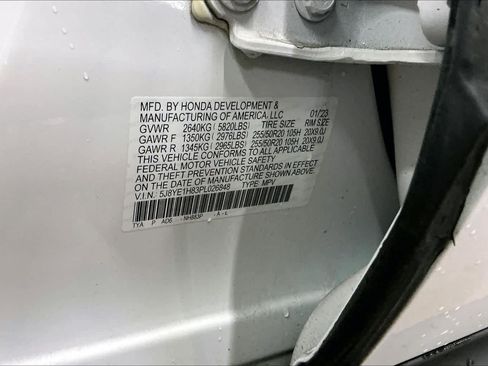 MFD. BY HONDA DEVELOPMENT &
MANUFACTURING OF AMERICA, LLC 01/23
GVWR 2640KG (5820LBS) TIRE SIZE RIM SIZE
GAWR F 1350KG (2976LBS) 255/50R20 105H 20X9.0J
GAWR R 1345KG (2965LBS) 255/50R20 105H 20X9.0J
THIS VEHICLE CONFORMS TO ALL APPLICABLE
FEDERAL MOTOR VEHICLE SAFETY
AND THEFT PREVENTION STANDARDS IN EFFECT
ON THE DATE OF MANUFACTURE SHOWN ABOVE.
V.I.N.: 5J8YE1H83PL026848 TYPE: MPV
TYA P AD6 - NH883P - A - L